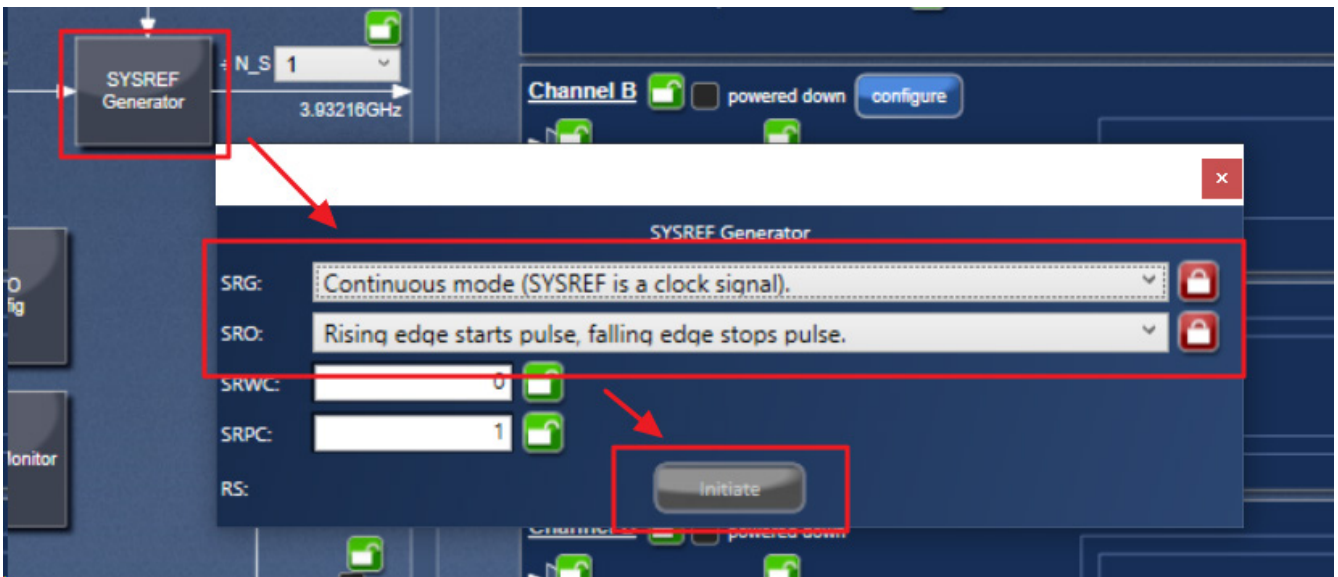 SYSREF
Generator
÷ N_S 1
3.93216GHz
Channel B powered down configure
SYSREF Generator
SRG: Continuous mode (SYSREF is a clock signal).
SRO: Rising edge starts pulse, falling edge stops pulse.
SRWC: 0
SRPC: 1
RS: Initiate
Channel powered down